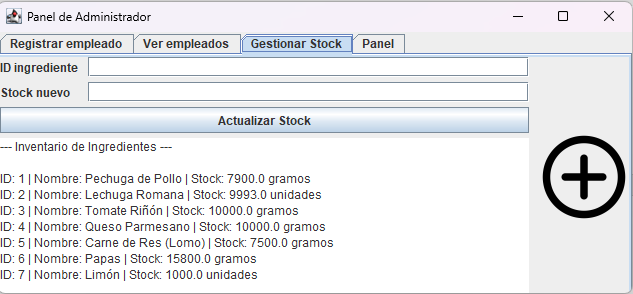 Panel de Administrador
Registrar empleado Ver empleados Gestionar Stock Panel
ID ingrediente
Stock nuevo
Actualizar Stock
--- Inventario de Ingredientes ---
ID: 1 | Nombre: Pechuga de Pollo | Stock: 7900.0 gramos
ID: 2 | Nombre: Lechuga Romana | Stock: 9993.0 unidades
ID: 3 | Nombre: Tomate Riñón | Stock: 10000.0 gramos
ID: 4 | Nombre: Queso Parmesano | Stock: 10000.0 gramos
ID: 5 | Nombre: Carne de Res (Lomo) | Stock: 7500.0 gramos
ID: 6 | Nombre: Papas | Stock: 15800.0 gramos
ID: 7 | Nombre: Limón | Stock: 1000.0 unidades